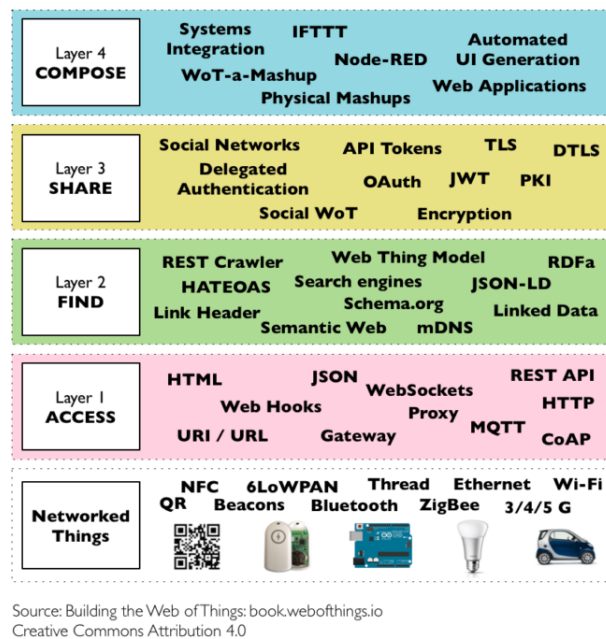 Layer 4
COMPOSE
Systems
Integration
IFTTT
Node-RED
Automated
UI Generation
WoT-a-Mashup
Physical Mashups
Web Applications
Layer 3
SHARE
Social Networks
API Tokens
TLS
DTLS
Delegated
Authentication
OAuth
JWT
PKI
Social WoT
Encryption
Layer 2
FIND
REST Crawler
Web Thing Model
RDFa
HATEOAS
Search engines
JSON-LD
Link Header
Schema.org
Linked Data
Semantic Web
mDNS
Layer 1
ACCESS
HTML
JSON
WebSockets
REST API
Web Hooks
Proxy
HTTP
URI / URL
Gateway
MQTT
CoAP
Networked
Things
NFC
6LoWPAN
Thread
Ethernet
Wi-Fi
QR
Beacons
Bluetooth
ZigBee
3/4/5 G
Source: Building the Web of Things: book.webofthings.io
Creative Commons Attribution 4.0